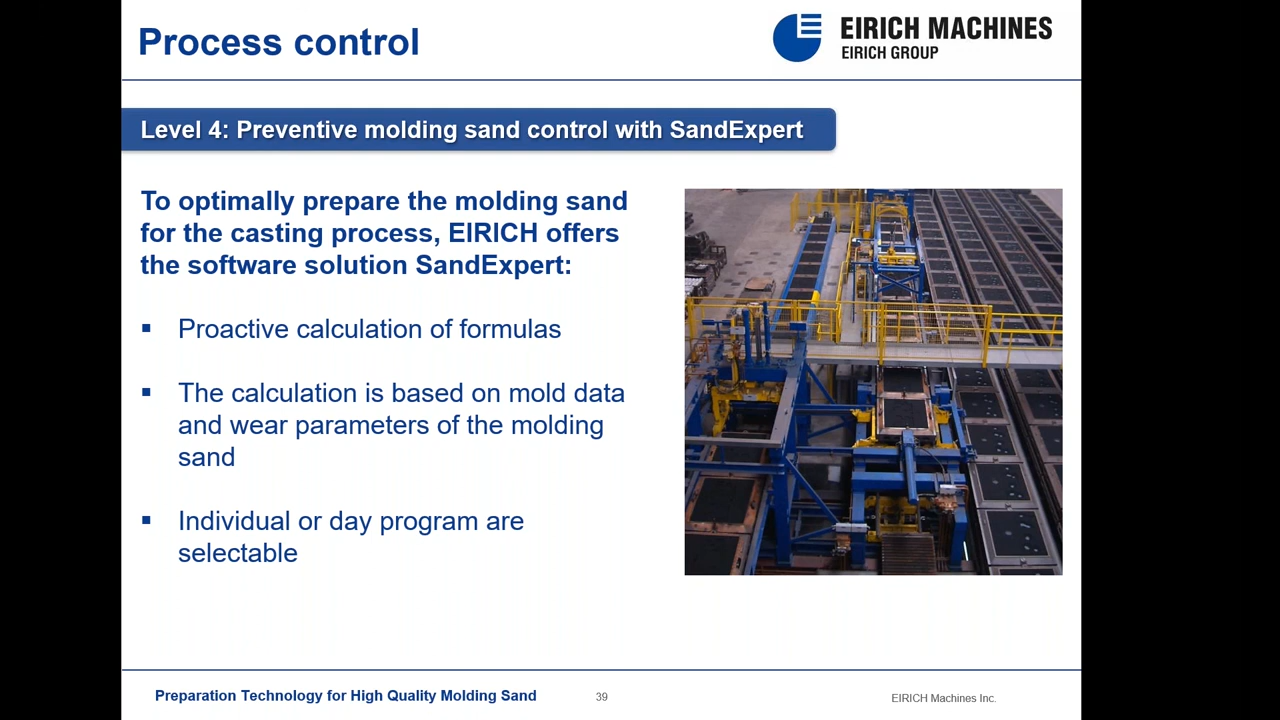 Process control
EIRICH MACHINES
EIRICH GROUP
Level 4: Preventive molding sand control with SandExpert
To optimally prepare the molding sand
for the casting process, EIRICH offers
the software solution SandExpert:
▪ Proactive calculation of formulas
▪ The calculation is based on mold data
and wear parameters of the molding
sand
▪ Individual or day program are
selectable
Preparation Technology for High Quality Molding Sand
39
EIRICH Machines Inc.